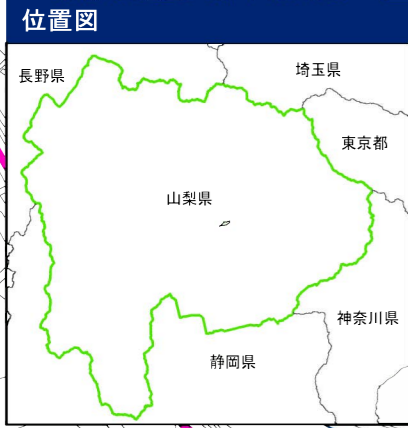 位置図
長野県
埼玉県
東京都
山梨県
神奈川県
静岡県